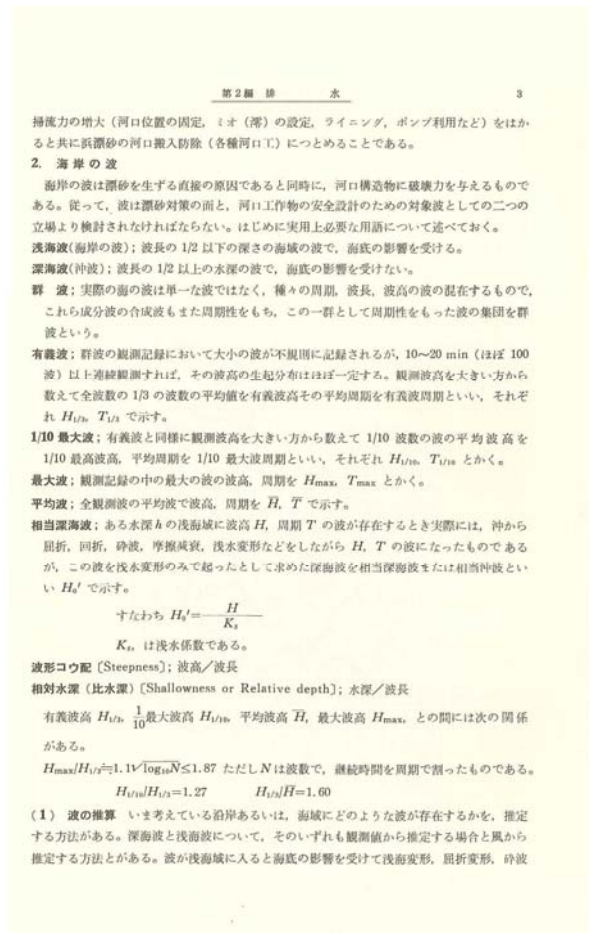 第2編 排 水 3
掃流力の増大（河口位置の固定，ミオ（澪）の設定，ライニング，ポンプ利用など）をはか
ると共に浜漂砂の河口搬入防除（各種河口工）につとめることである。
2. 海岸の波
海岸の波は漂砂を生ずる直接の原因であると同時に，河口構造物に破壊力を与えるもので
ある。従って，波は漂砂対策の面と，河口工作物の安全設計のための対象波としての二つの
立場より検討されなければならない。はじめに実用上必要な用語について述べておく。
浅海波(海岸の波)；波長の 1/2 以下の深さの海域の波で，海底の影響を受ける。
深海波(沖波)；波長の 1/2 以上の水深の波で，海底の影響を受けない。
群 波；実際の海の波は単一な波ではなく，種々の周期，波長，波高の波の混在するもので，
これら成分波の合成波もまた周期性をもち，この一群として周期性をもった波の集団を群
波という。
有義波；群波の観測記録において大小の波が不規則に記録されるが，10〜20 min（ほぼ 100
波）以上連続観測すれば，その波高の生起分布はほぼ一定する。観測波高を大きい方から
数えて全波数の 1/3 の波数の平均値を有義波高その平均周期を有義波周期といい，それぞ
れ H1/3，T1/3 で示す。
1/10 最大波；有義波と同様に観測波高を大きい方から数えて 1/10 波数の波の平均波高を
1/10 最高波高，平均周期を 1/10 最大波周期といい，それぞれ H1/10，T1/10 とかく。
最大波；観測記録の中の最大の波の波高，周期を Hmax，Tmax とかく。
平均波；全観測波の平均波で波高，周期を H̅，T̅ で示す。
相当深海波；ある水深 h の浅海域に波高 H，周期 T の波が存在するとき実際には，沖から
屈折，回折，砕波，摩擦減衰，浅水変形などをしながら H，T の波になったものである
が，この波を浅水変形のみで起ったとして求めた深海波を相当深海波または相当沖波とい
い H0′ で示す。
すなわち H0′＝H/Ks
Ks，は浅水係数である。
波形コウ配〔Steepness〕；波高／波長
相対水深（比水深）〔Shallowness or Relative depth〕；水深／波長
有義波高 H1/3，1/10最大波高 H1/10，平均波高 H̅，最大波高 Hmax，との間には次の関係
がある。
Hmax/H1/3≒1.1√log10N≤1.87 ただし N は波数で，継続時間を周期で割ったものである。
H1/10/H1/3=1.27 H1/3/H̅=1.60
(1) 波の推算 いま考えている沿岸あるいは，海域にどのような波が存在するかを，推定
する方法がある。深海波と浅海波について，そのいずれも観測値から推定する場合と風から
推定する方法とがある。波が浅海域に入ると海底の影響を受けて浅海変形，屈折変形，砕波